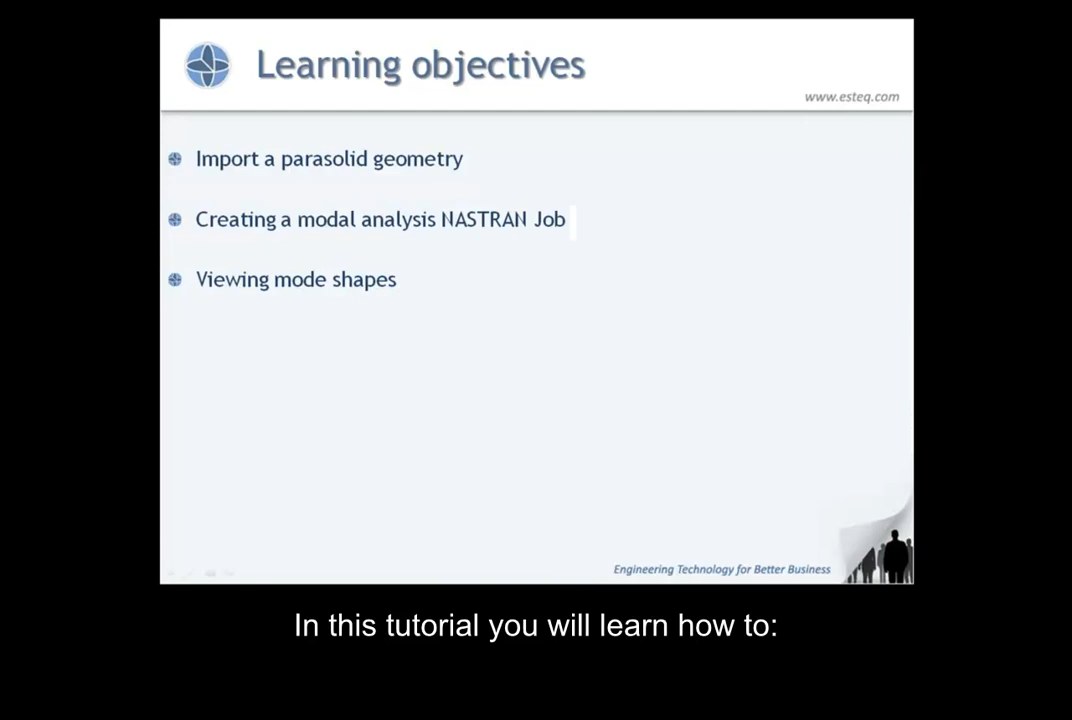 Learning objectives
www.esteq.com
Import a parasolid geometry
Creating a modal analysis NASTRAN Job
Viewing mode shapes
Engineering Technology for Better Business
In this tutorial you will learn how to: